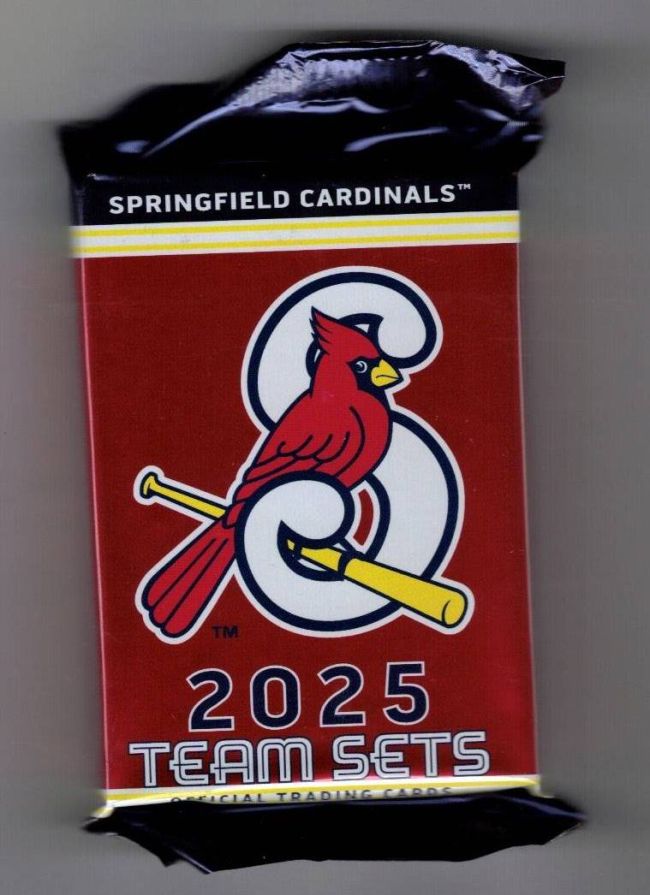 SPRINGFIELD CARDINALS™
S
TM
2025
TEAM SETS
OFFICIAL TRADING CARDS